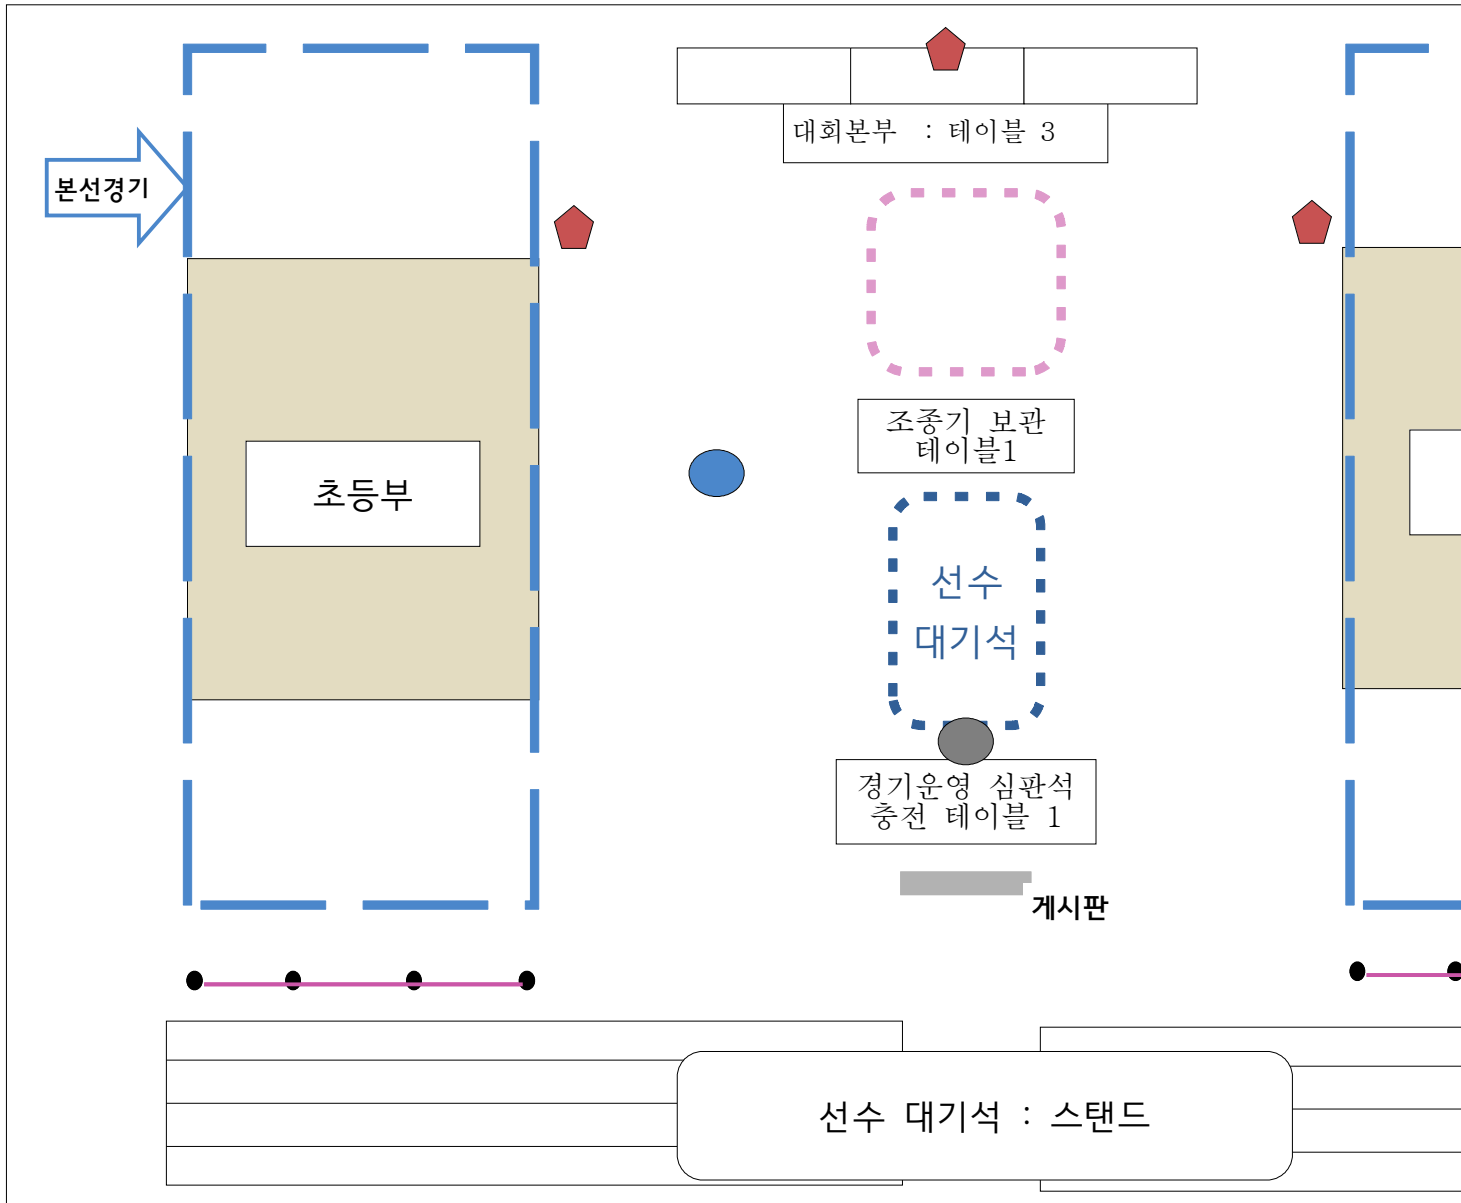 대회본부 : 테이블 3
본선경기
조종기 보관
테이블1
초등부
선수
대기석
경기운영 심판석
충전 테이블 1
게시판
선수 대기석 : 스탠드